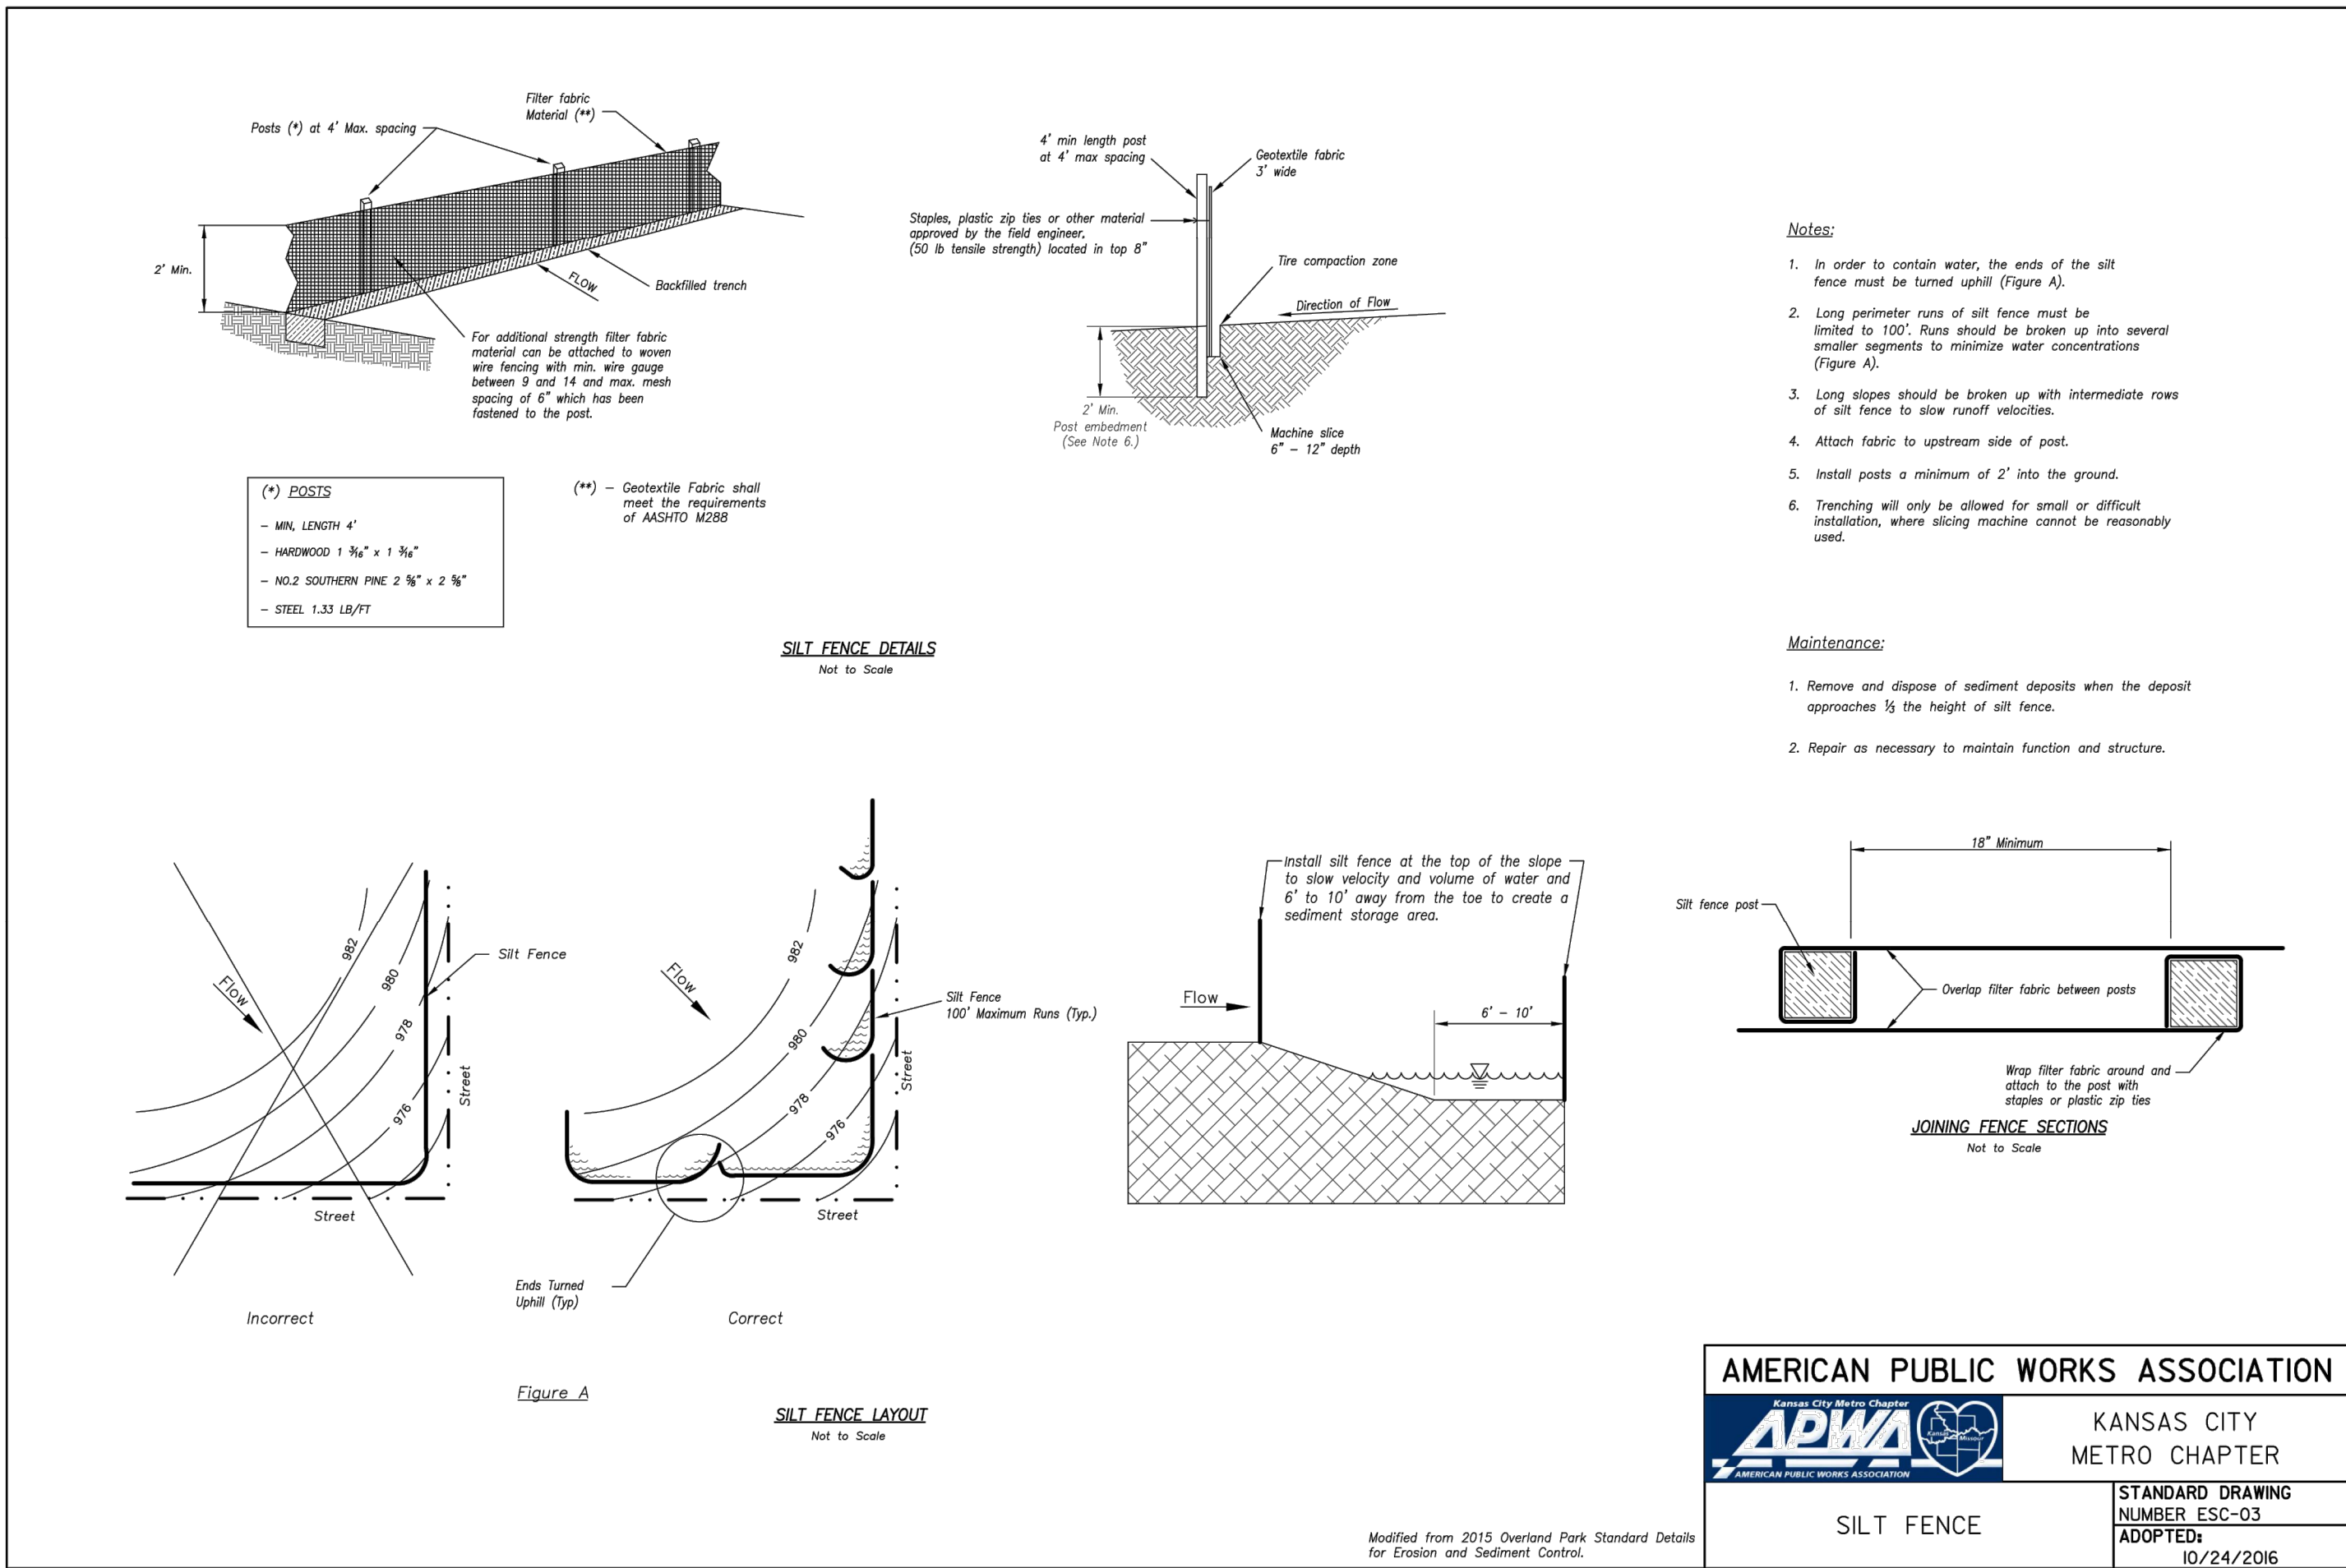 Filter fabric
Material (**)
Posts (*) at 4' Max. spacing
2' Min.
FLOW
Backfilled trench
For additional strength filter fabric
material can be attached to woven
wire fencing with min. wire gauge
between 9 and 14 and max. mesh
spacing of 6" which has been
fastened to the post.
(*) POSTS
– MIN, LENGTH 4'
– HARDWOOD 1 3/16" x 1 3/16"
– NO.2 SOUTHERN PINE 2 5/8" x 2 5/8"
– STEEL 1.33 LB/FT
(**) – Geotextile Fabric shall
meet the requirements
of AASHTO M288
4' min length post
at 4' max spacing
Geotextile fabric
3' wide
Staples, plastic zip ties or other material
approved by the field engineer,
(50 lb tensile strength) located in top 8"
Tire compaction zone
Direction of Flow
2' Min.
Post embedment
(See Note 6.)
Machine slice
6" – 12" depth
SILT FENCE DETAILS
Not to Scale
Notes:
1. In order to contain water, the ends of the silt
fence must be turned uphill (Figure A).
2. Long perimeter runs of silt fence must be
limited to 100'. Runs should be broken up into several
smaller segments to minimize water concentrations
(Figure A).
3. Long slopes should be broken up with intermediate rows
of silt fence to slow runoff velocities.
4. Attach fabric to upstream side of post.
5. Install posts a minimum of 2' into the ground.
6. Trenching will only be allowed for small or difficult
installation, where slicing machine cannot be reasonably
used.
Maintenance:
1. Remove and dispose of sediment deposits when the deposit
approaches 1/3 the height of silt fence.
2. Repair as necessary to maintain function and structure.
982
980
978
976
Flow
Silt Fence
Street
Street
Incorrect
982
980
978
976
Flow
Silt Fence
100' Maximum Runs (Typ.)
Street
Street
Ends Turned
Uphill (Typ)
Correct
Figure A
SILT FENCE LAYOUT
Not to Scale
Install silt fence at the top of the slope
to slow velocity and volume of water and
6' to 10' away from the toe to create a
sediment storage area.
Flow
6' – 10'
18" Minimum
Silt fence post
Overlap filter fabric between posts
Wrap filter fabric around and
attach to the post with
staples or plastic zip ties
JOINING FENCE SECTIONS
Not to Scale
Modified from 2015 Overland Park Standard Details
for Erosion and Sediment Control.
AMERICAN PUBLIC WORKS ASSOCIATION
Kansas City Metro Chapter
APWA
Kansas
Missouri
AMERICAN PUBLIC WORKS ASSOCIATION
KANSAS CITY
METRO CHAPTER
SILT FENCE
STANDARD DRAWING
NUMBER ESC-03
ADOPTED:
10/24/2016